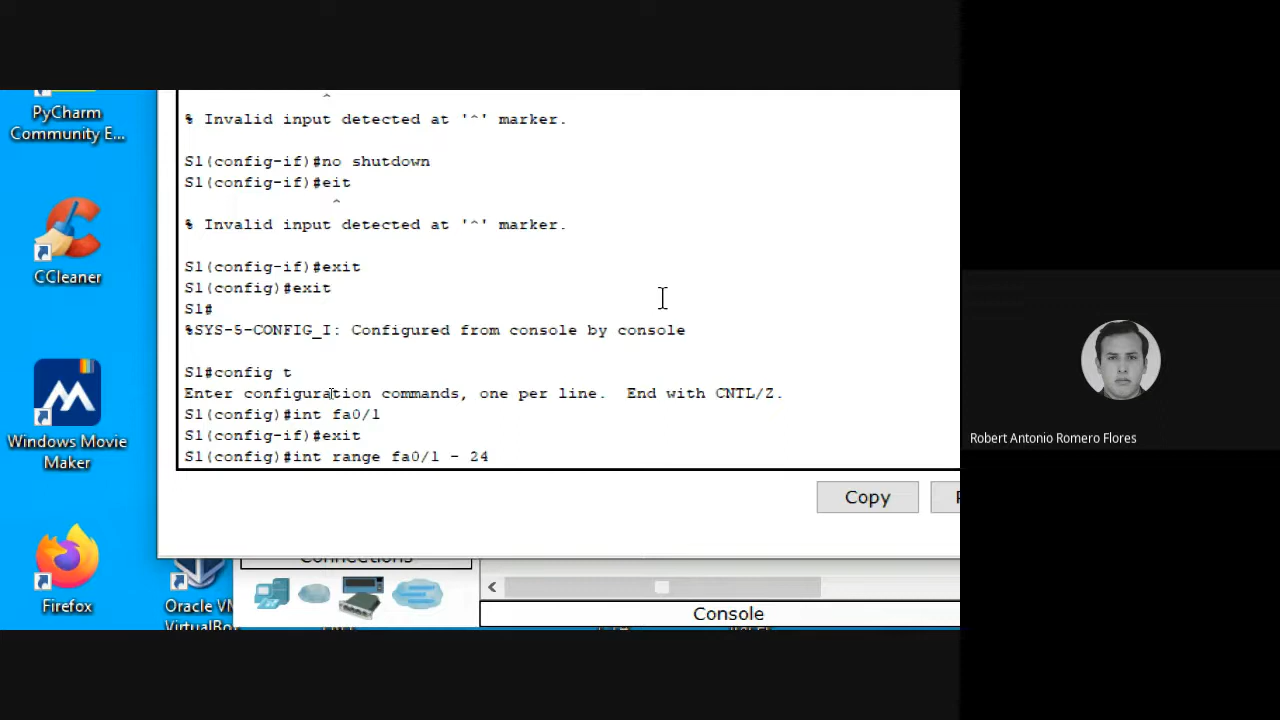 PyCharm
Community E...
CCleaner
Windows Movie
Maker
Firefox
Oracle VM
VirtualBox
^
% Invalid input detected at '^' marker.
S1(config-if)#no shutdown
S1(config-if)#eit
^
% Invalid input detected at '^' marker.
S1(config-if)#exit
S1(config)#exit
S1#
%SYS-5-CONFIG_I: Configured from console by console
S1#config t
Enter configuration commands, one per line. End with CNTL/Z.
S1(config)#int fa0/1
S1(config-if)#exit
S1(config)#int range fa0/1 - 24
Copy
Connections
Console
Robert Antonio Romero Flores